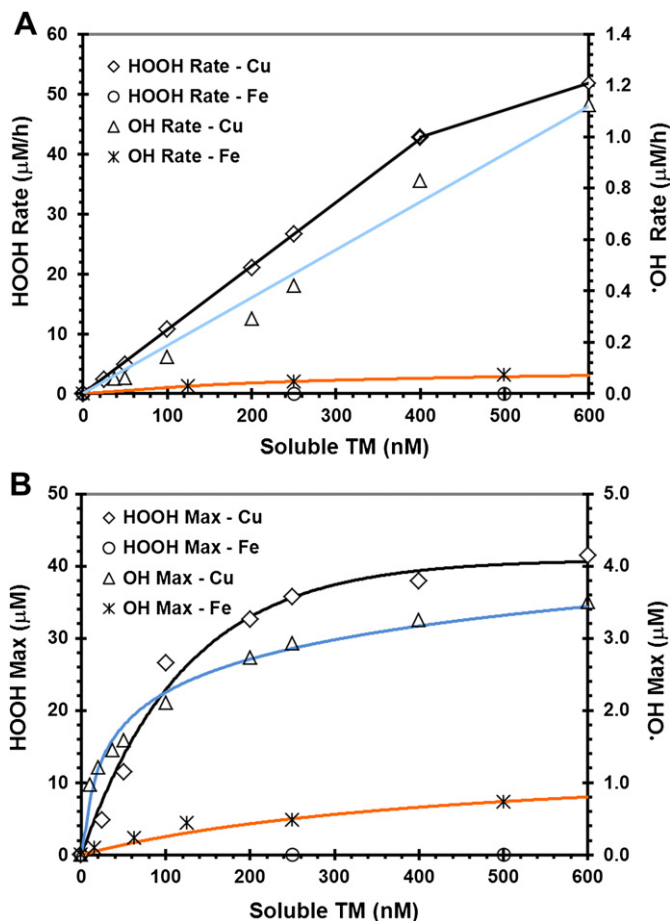 A
60
50
40
30
20
10
0
HOOH Rate (µM/h)
◇ HOOH Rate - Cu
○ HOOH Rate - Fe
△ OH Rate - Cu
✳ OH Rate - Fe
1.4
1.2
1.0
0.8
0.6
0.4
0.2
0.0
•OH Rate (µM/h)
0 100 200 300 400 500 600
Soluble TM (nM)
B
50
40
30
20
10
0
HOOH Max (µM)
◇ HOOH Max - Cu
○ HOOH Max - Fe
△ OH Max - Cu
✳ OH Max - Fe
5.0
4.0
3.0
2.0
1.0
0.0
•OH Max (µM)
0 100 200 300 400 500 600
Soluble TM (nM)